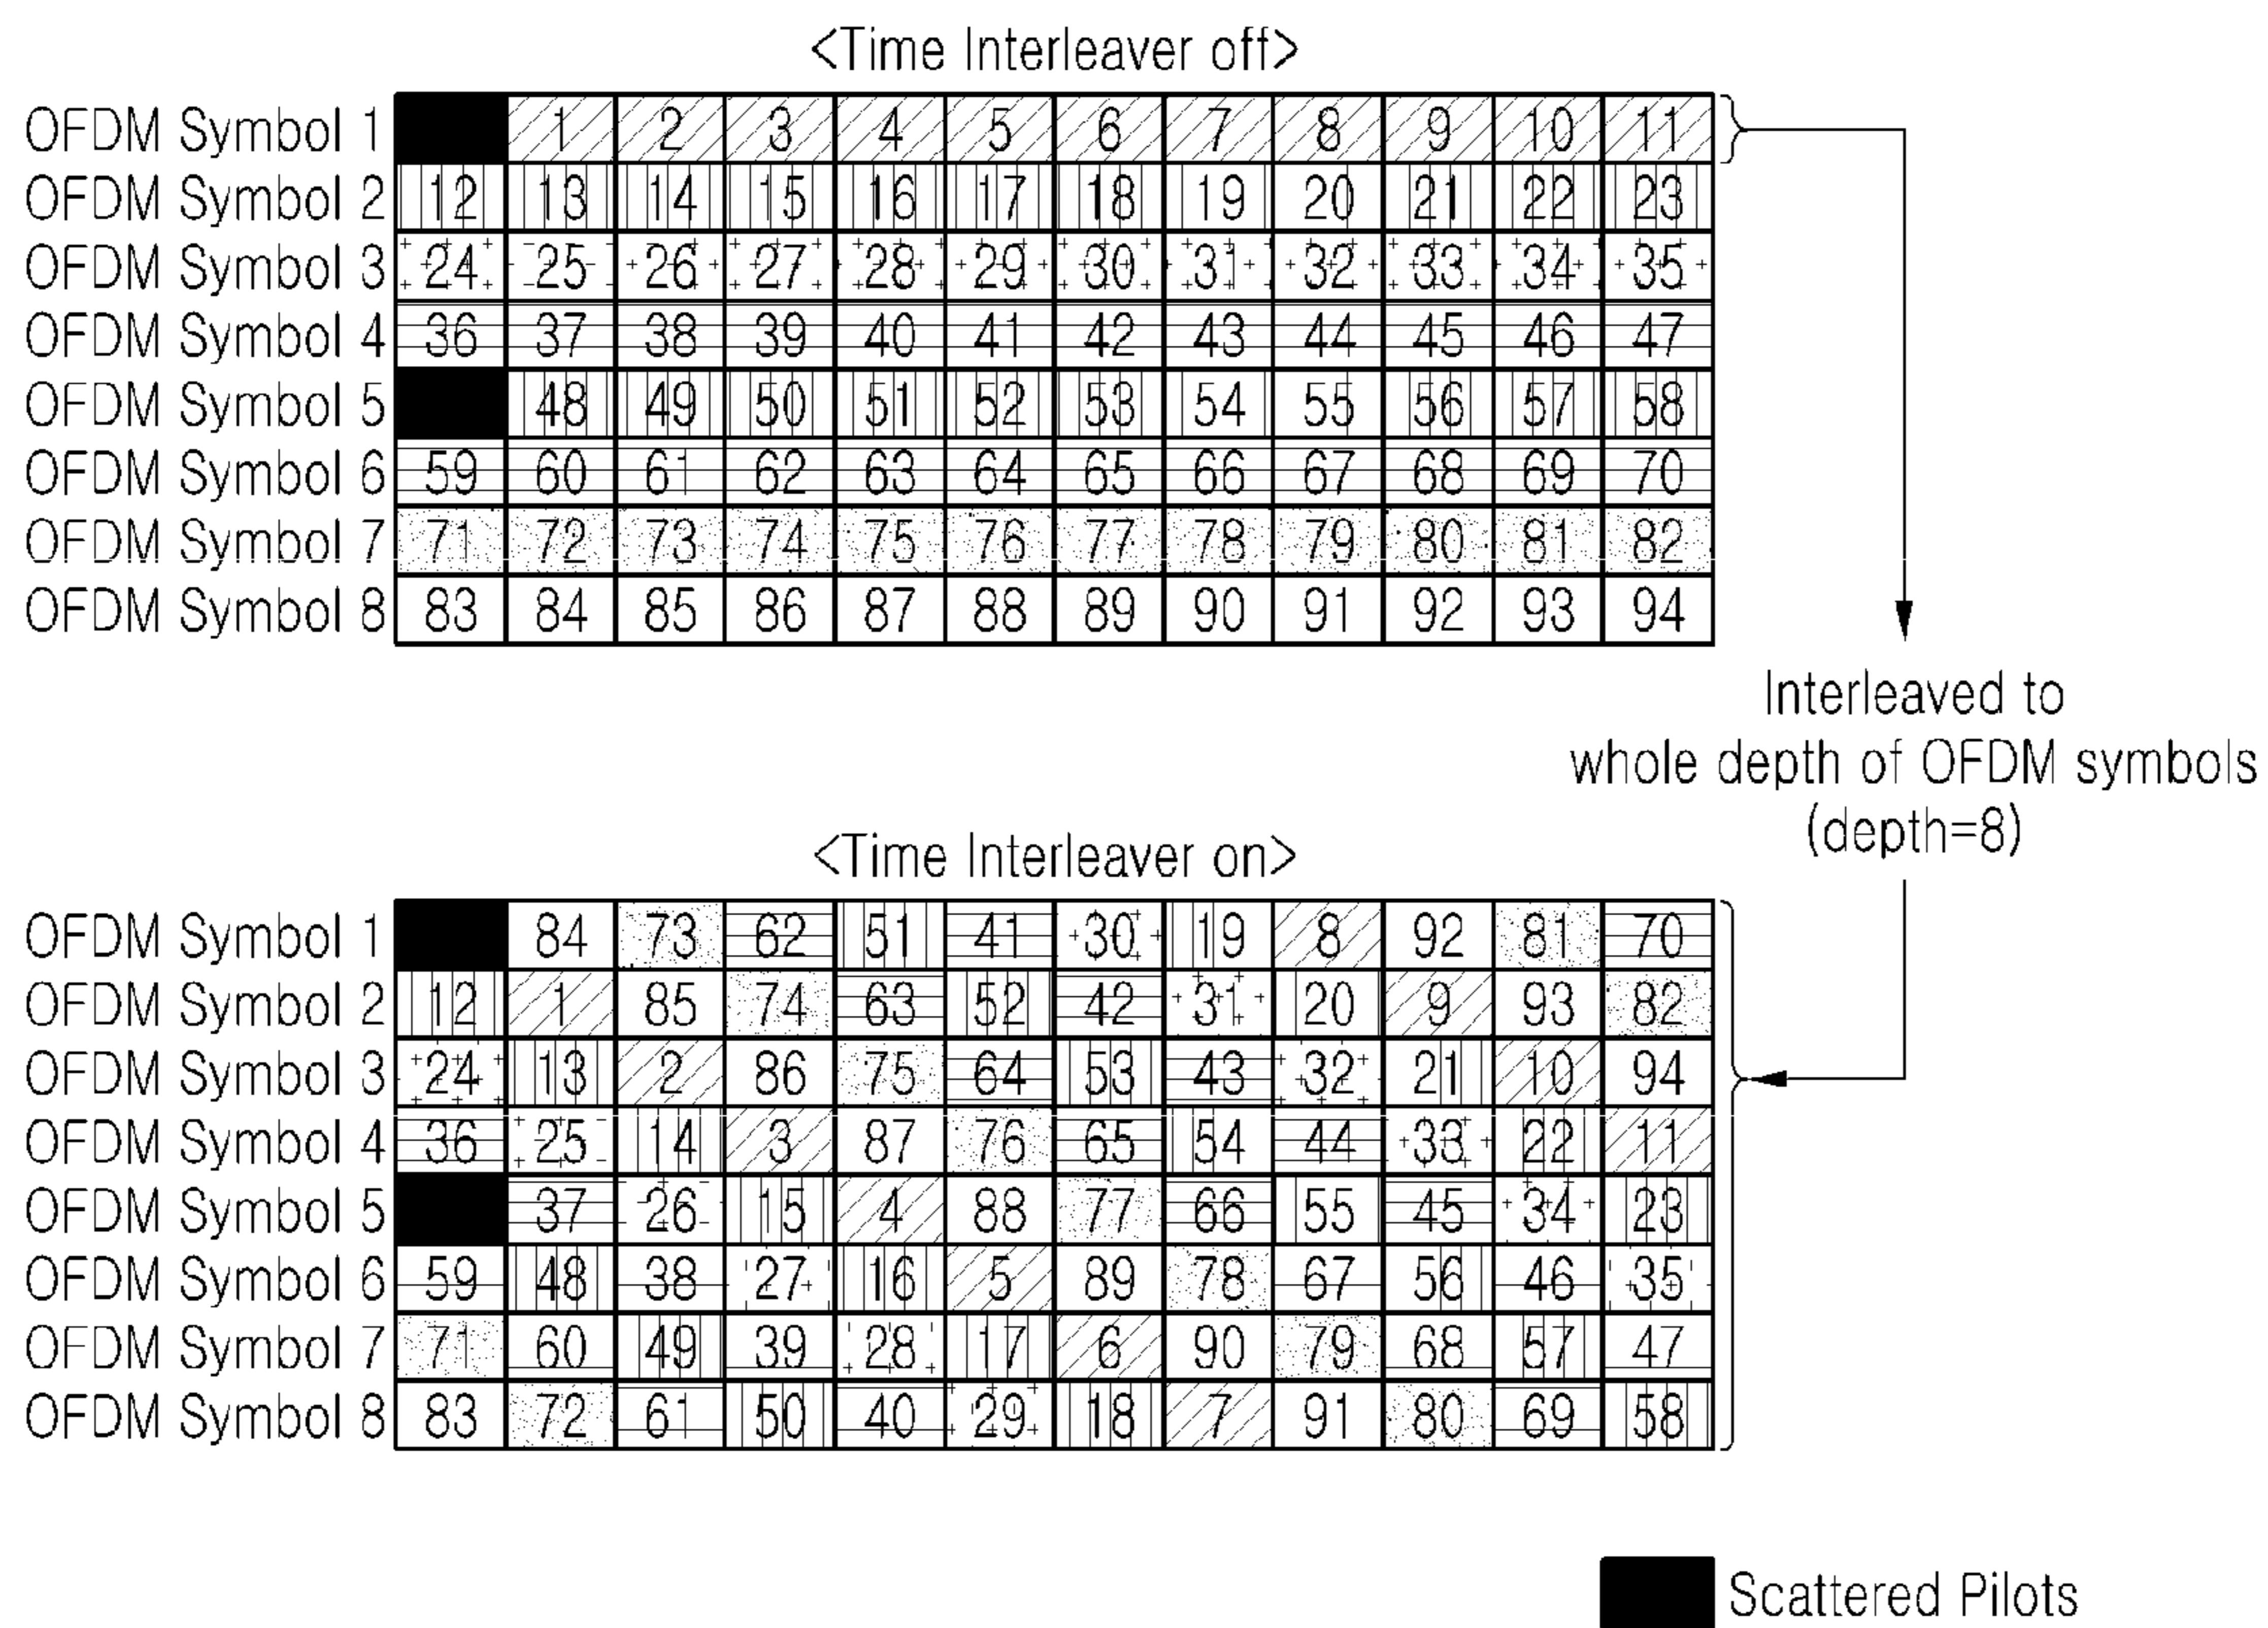 <Time Interleaver off>
OFDM Symbol 1 1 2 3 4 5 6 7 8 9 10 11
OFDM Symbol 2 12 13 14 15 16 17 18 19 20 21 22 23
OFDM Symbol 3 24 25 26 27 28 29 30 31 32 33 34 35
OFDM Symbol 4 36 37 38 39 40 41 42 43 44 45 46 47
OFDM Symbol 5 48 49 50 51 52 53 54 55 56 57 58
OFDM Symbol 6 59 60 61 62 63 64 65 66 67 68 69 70
OFDM Symbol 7 71 72 73 74 75 76 77 78 79 80 81 82
OFDM Symbol 8 83 84 85 86 87 88 89 90 91 92 93 94
Interleaved to
whole depth of OFDM symbols
(depth=8)
<Time Interleaver on>
OFDM Symbol 1 84 73 62 51 41 30 19 8 92 81 70
OFDM Symbol 2 12 1 85 74 63 52 42 31 20 9 93 82
OFDM Symbol 3 24 13 2 86 75 64 53 43 32 21 10 94
OFDM Symbol 4 36 25 14 3 87 76 65 54 44 33 22 11
OFDM Symbol 5 37 26 15 4 88 77 66 55 45 34 23
OFDM Symbol 6 59 48 38 27 16 5 89 78 67 56 46 35
OFDM Symbol 7 71 60 49 39 28 17 6 90 79 68 57 47
OFDM Symbol 8 83 72 61 50 40 29 18 7 91 80 69 58
Scattered Pilots